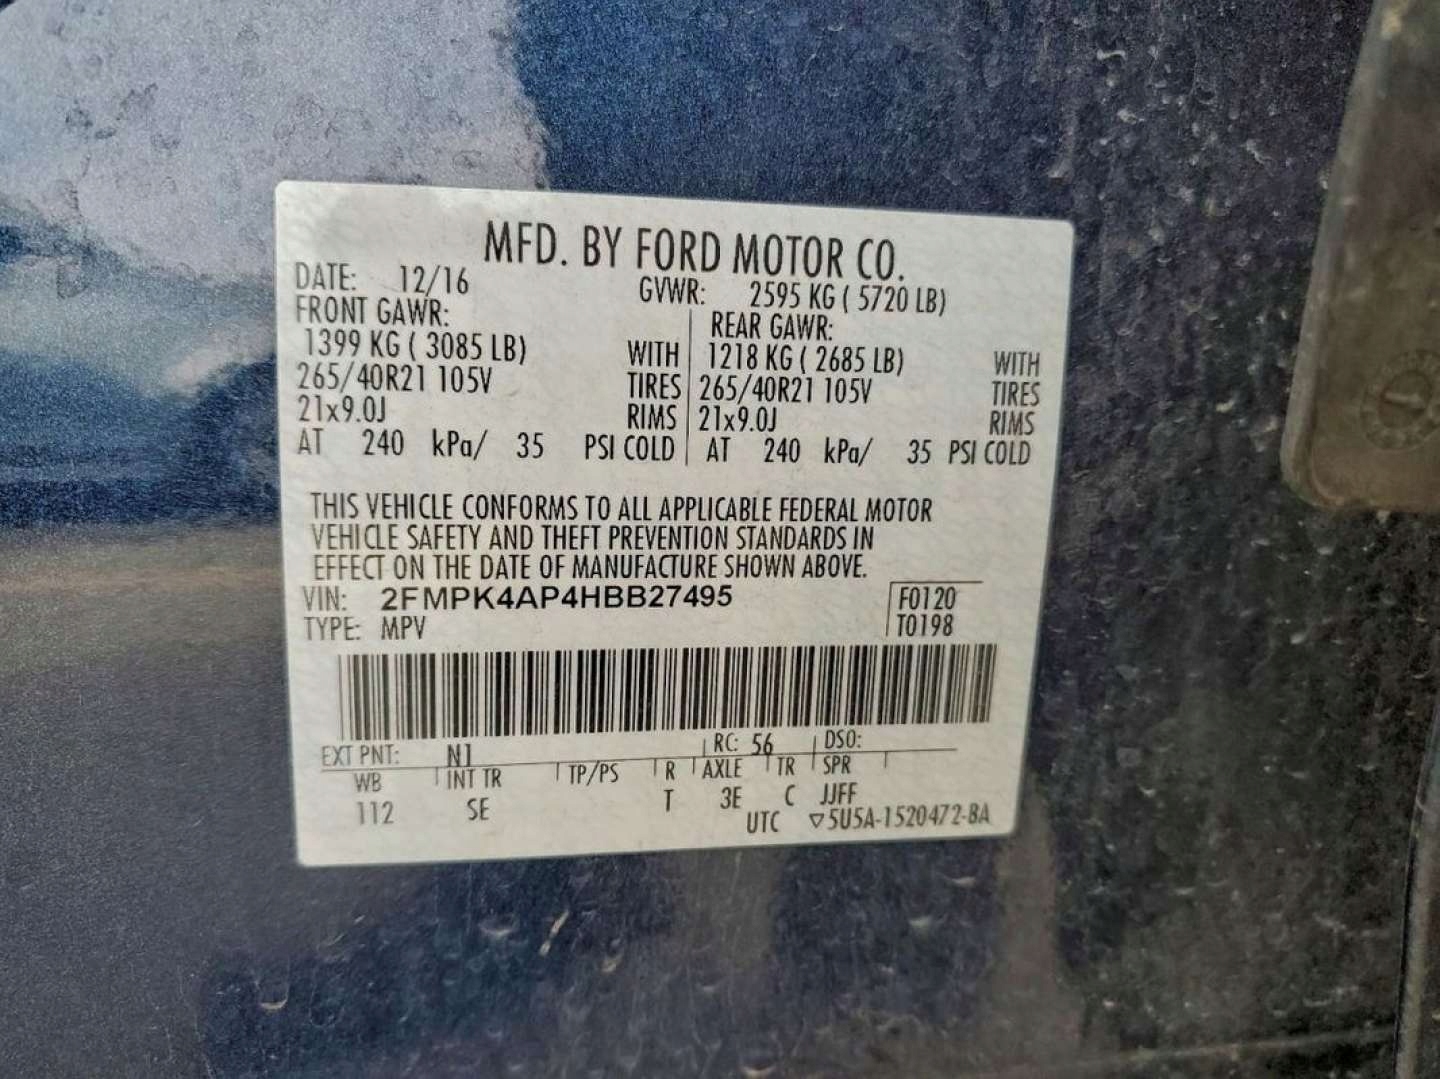 MFD. BY FORD MOTOR CO.
DATE: 12/16 GVWR: 2595 KG ( 5720 LB)
FRONT GAWR: REAR GAWR:
1399 KG ( 3085 LB) WITH 1218 KG ( 2685 LB) WITH
265/40R21 105V TIRES 265/40R21 105V TIRES
21x9.0J RIMS 21x9.0J RIMS
AT 240 kPa/ 35 PSI COLD AT 240 kPa/ 35 PSI COLD
THIS VEHICLE CONFORMS TO ALL APPLICABLE FEDERAL MOTOR
VEHICLE SAFETY AND THEFT PREVENTION STANDARDS IN
EFFECT ON THE DATE OF MANUFACTURE SHOWN ABOVE.
VIN: 2FMPK4AP4HBB27495 F0120
TYPE: MPV T0198
EXT PNT: N1 RC: 56 DSO:
WB INT TR TP/PS R AXLE TR SPR
112 SE T 3E C JJFF
UTC ▽5U5A-1520472-BA